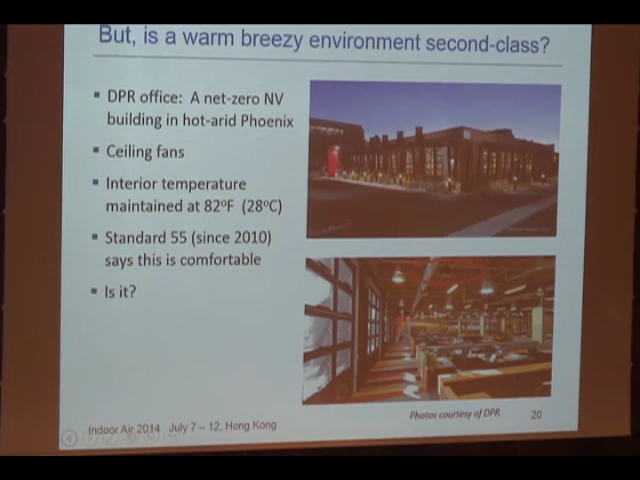 But, is a warm breezy environment second-class?
▪ DPR office: A net-zero NV
building in hot-arid Phoenix
▪ Ceiling fans
▪ Interior temperature
maintained at 82ºF (28ºC)
▪ Standard 55 (since 2010)
says this is comfortable
▪ Is it?
Photos courtesy of DPR
20
Indoor Air 2014 July 7 – 12, Hong Kong